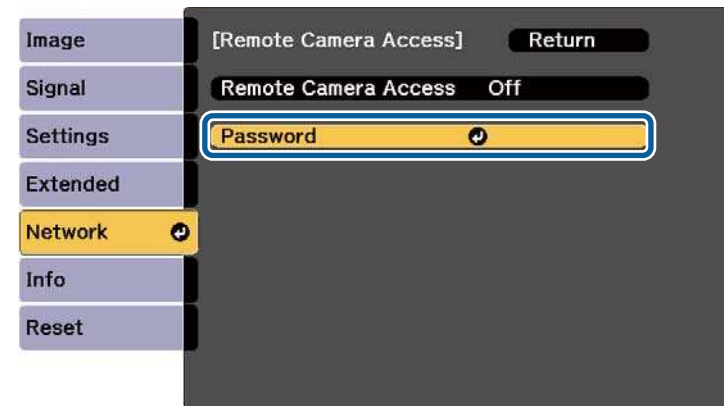 Image
Signal
Settings
Extended
Network
Info
Reset
[Remote Camera Access] Return
Remote Camera Access Off
Password